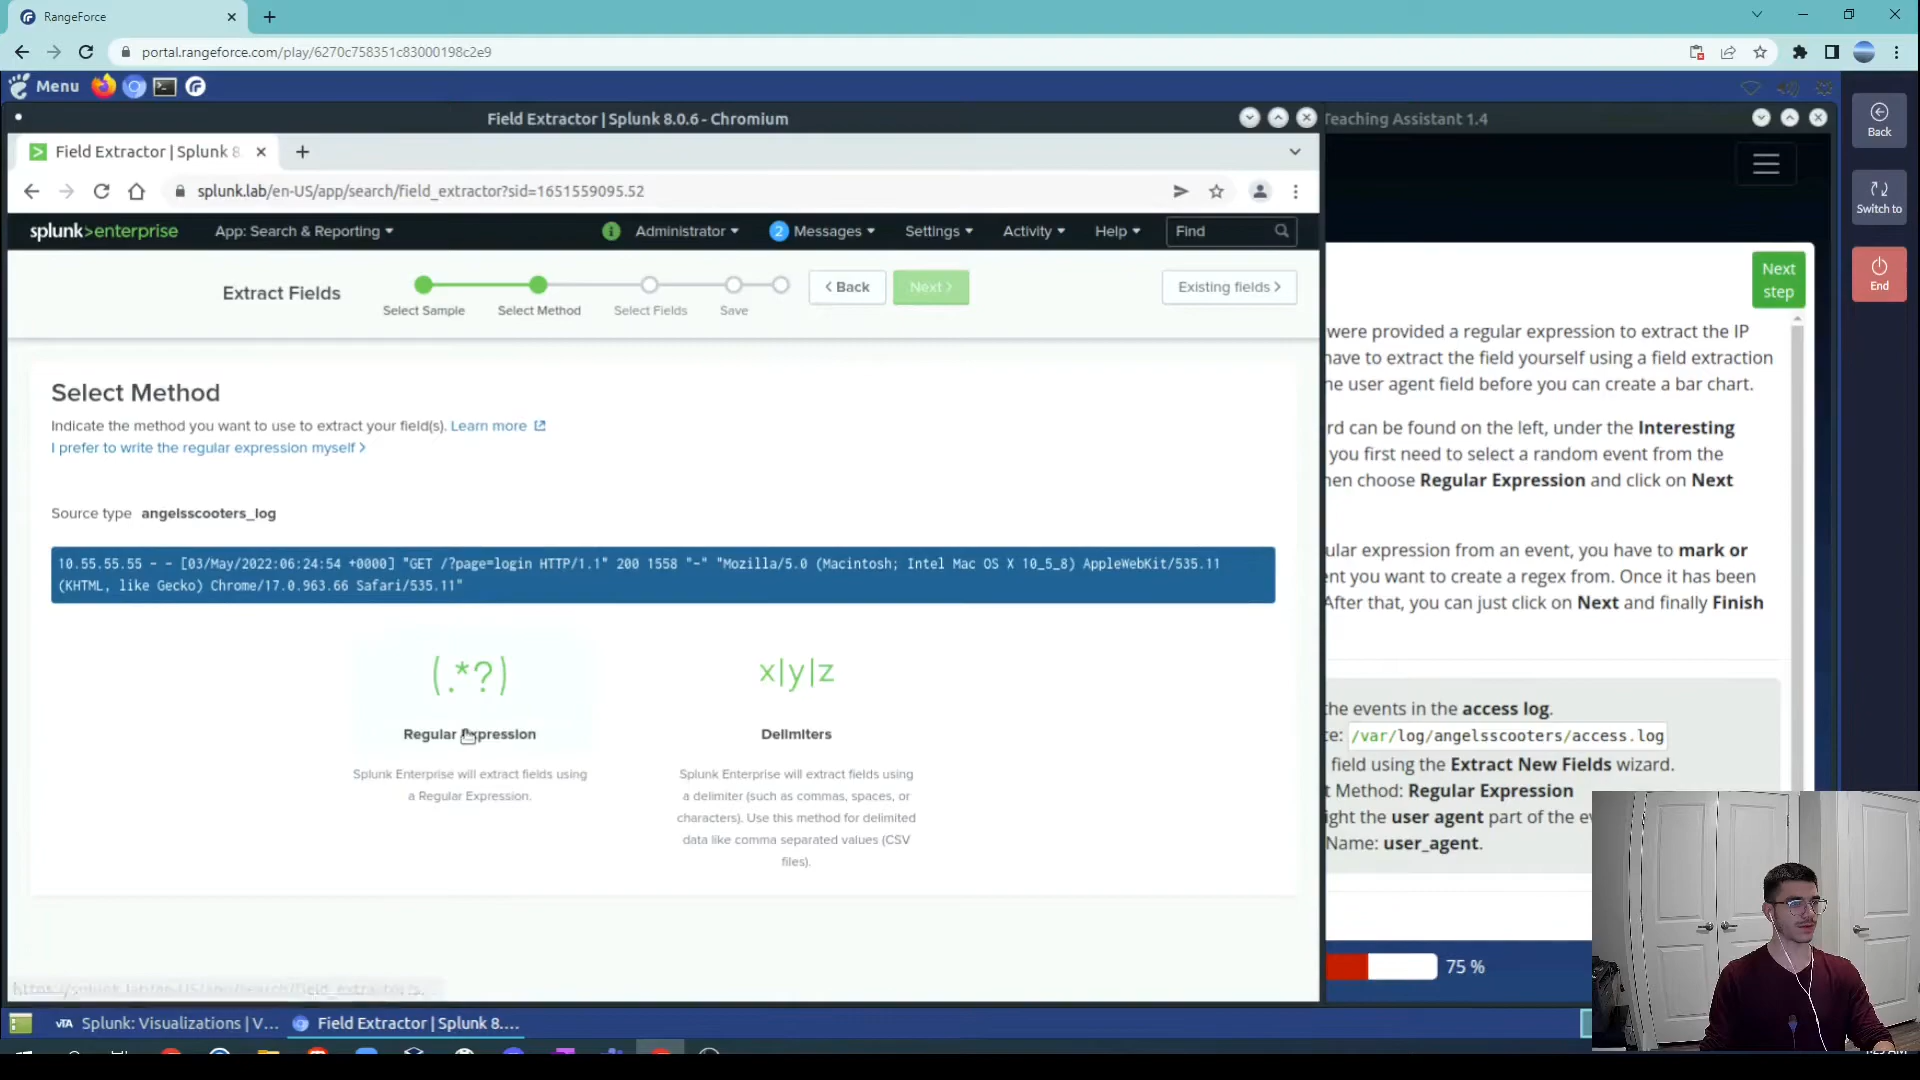 RangeForce
portal.rangeforce.com/play/6270c758351c83000198c2e9
Menu
Field Extractor | Splunk 8.0.6 - Chromium
Teaching Assistant 1.4
Back
Field Extractor | Splunk 8
splunk.lab/en-US/app/search/field_extractor?sid=1651559095.52
Switch to
splunk>enterprise App: Search & Reporting i Administrator 2 Messages Settings Activity Help Find
End
Extract Fields
Select Sample Select Method Select Fields Save
< Back Next > Existing fields >
Next
step
were provided a regular expression to extract the IP
have to extract the field yourself using a field extraction
he user agent field before you can create a bar chart.
Select Method
Indicate the method you want to use to extract your field(s). Learn more
I prefer to write the regular expression myself >
rd can be found on the left, under the Interesting
you first need to select a random event from the
hen choose Regular Expression and click on Next
Source type angelsscooters_log
10.55.55.55 - - [03/May/2022:06:24:54 +0000] "GET /?page=login HTTP/1.1" 200 1558 "-" "Mozilla/5.0 (Macintosh; Intel Mac OS X 10_5_8) AppleWebKit/535.11
(KHTML, like Gecko) Chrome/17.0.963.66 Safari/535.11"
ular expression from an event, you have to mark or
nt you want to create a regex from. Once it has been
After that, you can just click on Next and finally Finish
(.*?)
Regular Expression
Splunk Enterprise will extract fields using
a Regular Expression.
x|y|z
Delimiters
Splunk Enterprise will extract fields using
a delimiter (such as commas, spaces, or
characters). Use this method for delimited
data like comma separated values (CSV
files).
the events in the access log.
e: /var/log/angelsscooters/access.log
field using the Extract New Fields wizard.
t Method: Regular Expression
ight the user agent part of the ev
Name: user_agent.
75 %
vTA Splunk: Visualizations | V... Field Extractor | Splunk 8....